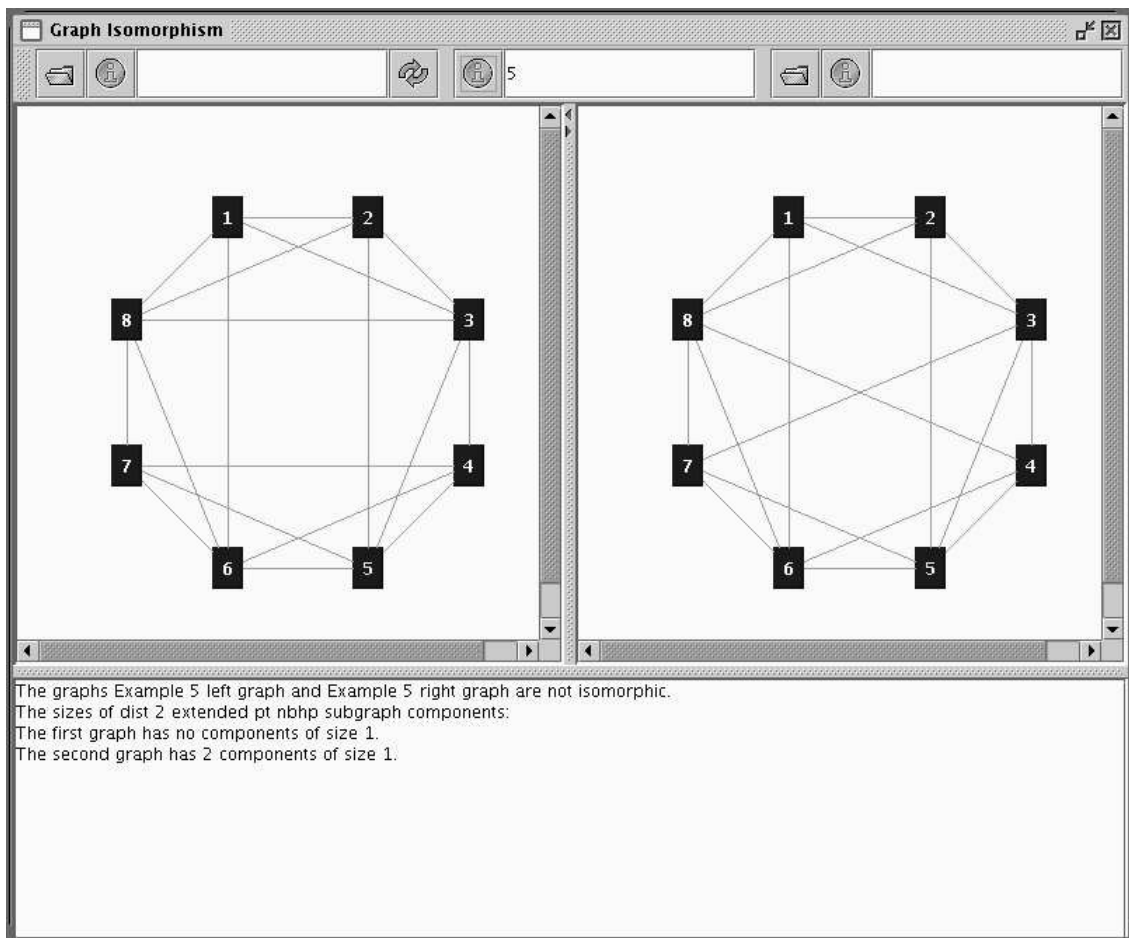 Graph Isomorphism
5
1 2
8 3
7 4
6 5
1 2
8 3
7 4
6 5
The graphs Example 5 left graph and Example 5 right graph are not isomorphic.
The sizes of dist 2 extended pt nbhp subgraph components:
The first graph has no components of size 1.
The second graph has 2 components of size 1.